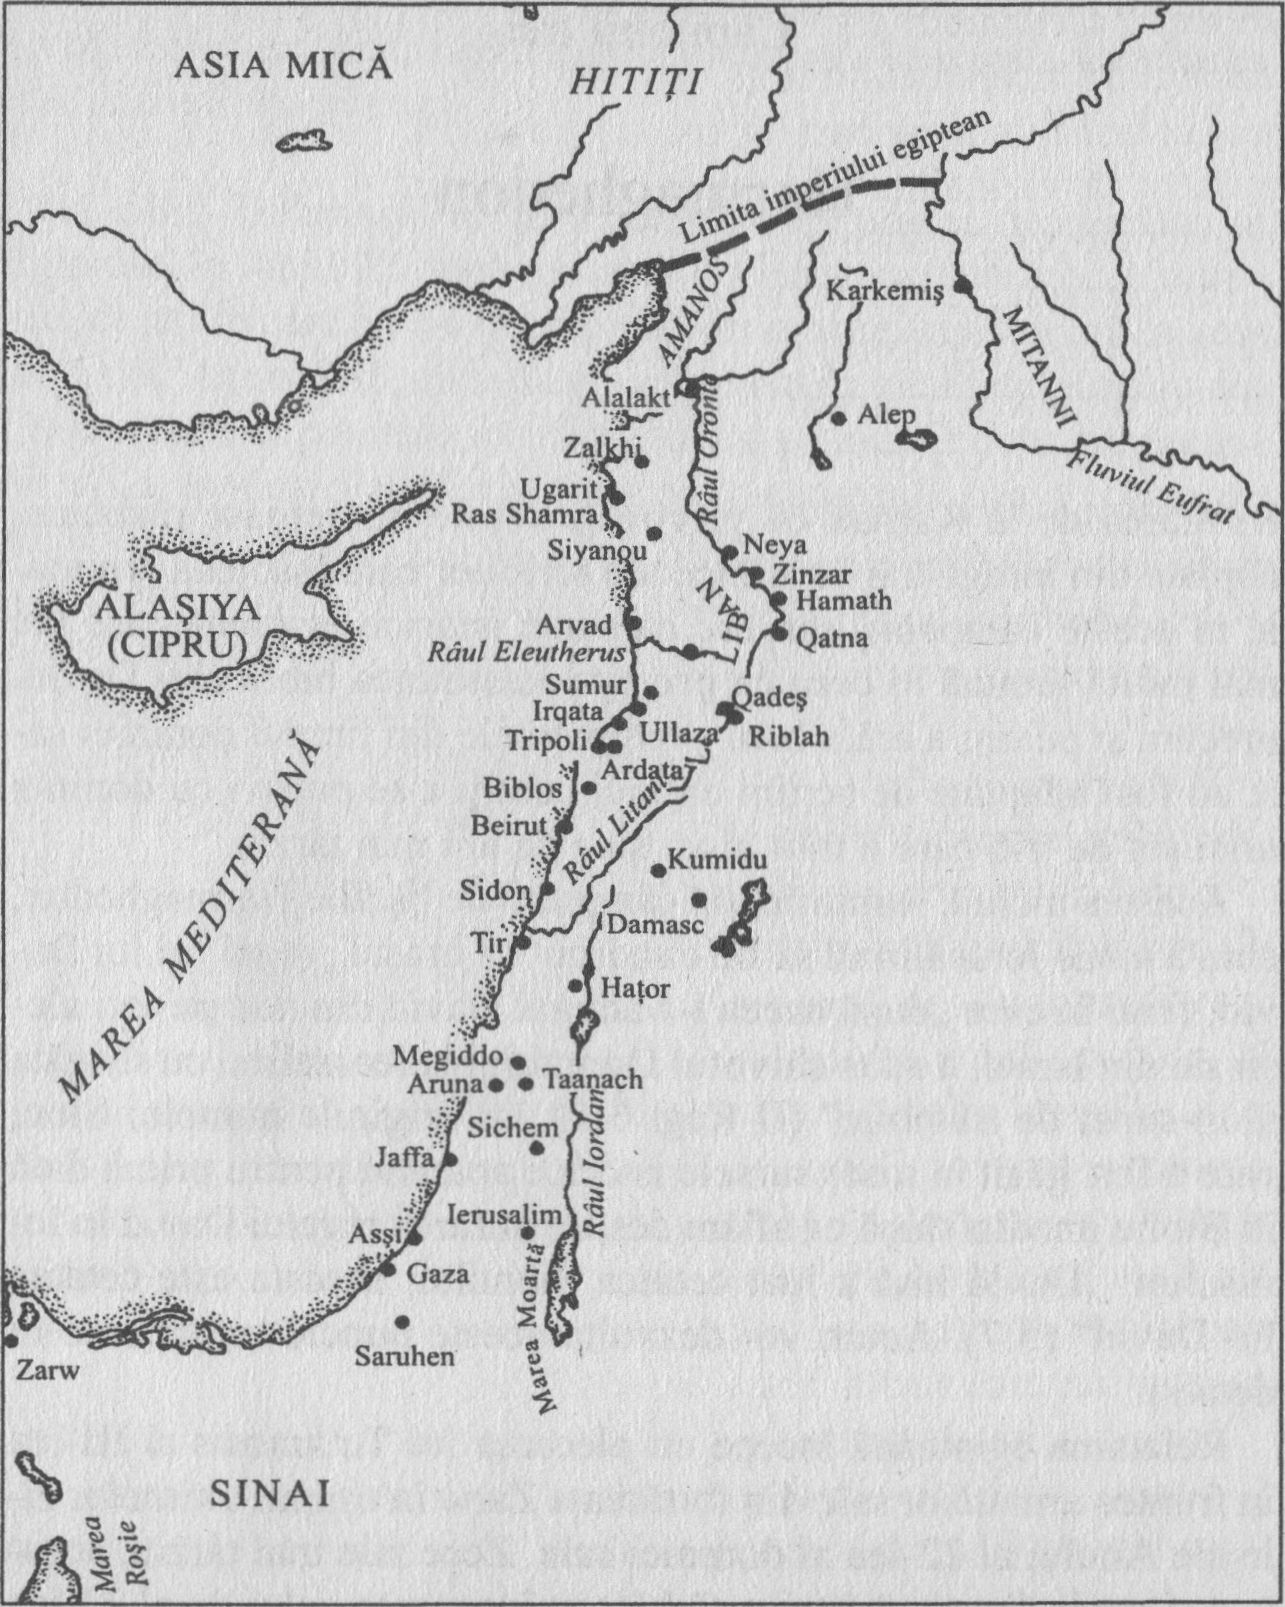 ASIA MICĂ
HITIȚI
Limita imperiului egiptean
AMANOS
Karkemiș
MITANNI
Alalakt
Râul Oronte
Alep
Zalkhi
Fluviul Eufrat
Ugarit
Ras Shamra
Siyanou
Neya
Zinzar
Hamath
Qatna
LIBAN
ALAȘIYA
(CIPRU)
Arvad
Râul Eleutherus
Sumur
Irqata
Qadeș
Ullaza
Riblah
Tripoli
Ardata
Biblos
Beirut
Râul Litani
MAREA MEDITERANĂ
Kumidu
Sidon
Damasc
Tir
Hațor
Megiddo
Aruna
Taanach
Sichem
Jaffa
Râul Iordan
Ierusalim
Așși
Gaza
Marea Moartă
Saruhen
Zarw
SINAI
Marea
Roșie